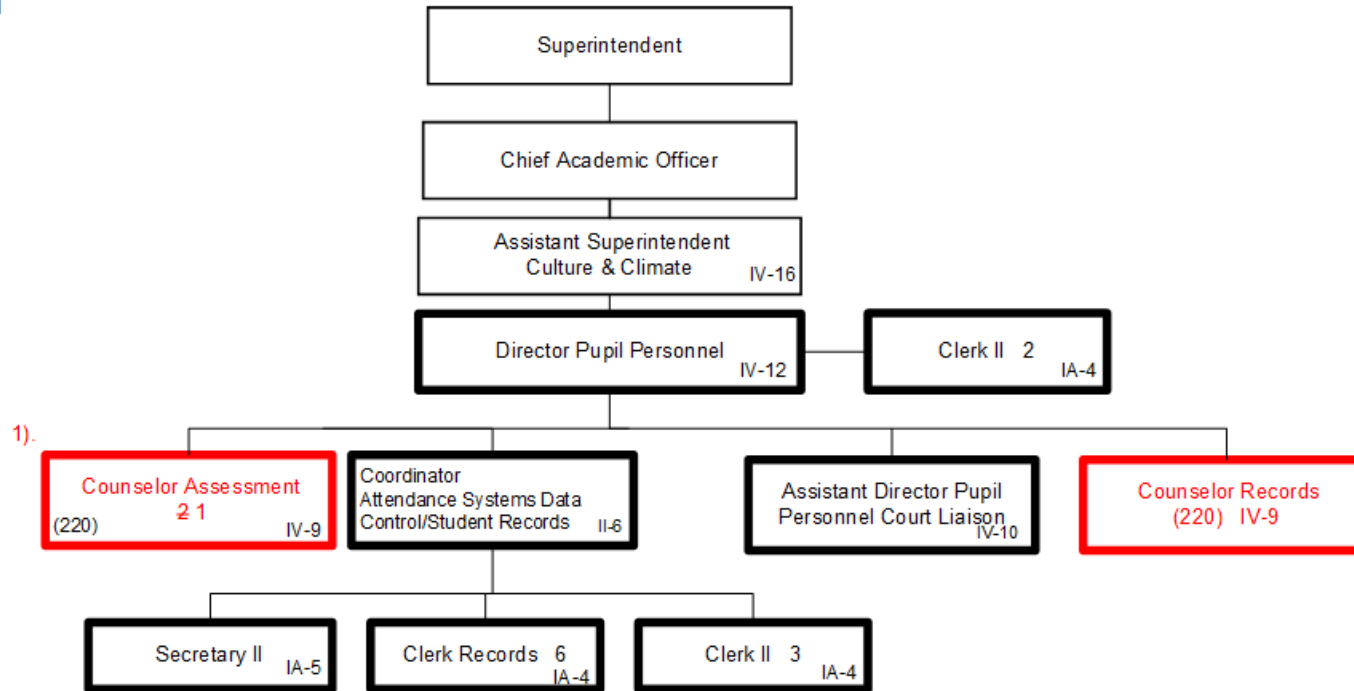 Superintendent
Chief Academic Officer
Assistant Superintendent
Culture & Climate
IV-16
Director Pupil Personnel
IV-12
Clerk II 2
IA-4
1).
Counselor Assessment
2 1
(220)
IV-9
Coordinator
Attendance Systems Data
Control/Student Records
II-6
Assistant Director Pupil
Personnel Court Liaison
IV-10
Counselor Records
(220) IV-9
Secretary II
IA-5
Clerk Records 6
IA-4
Clerk II 3
IA-4